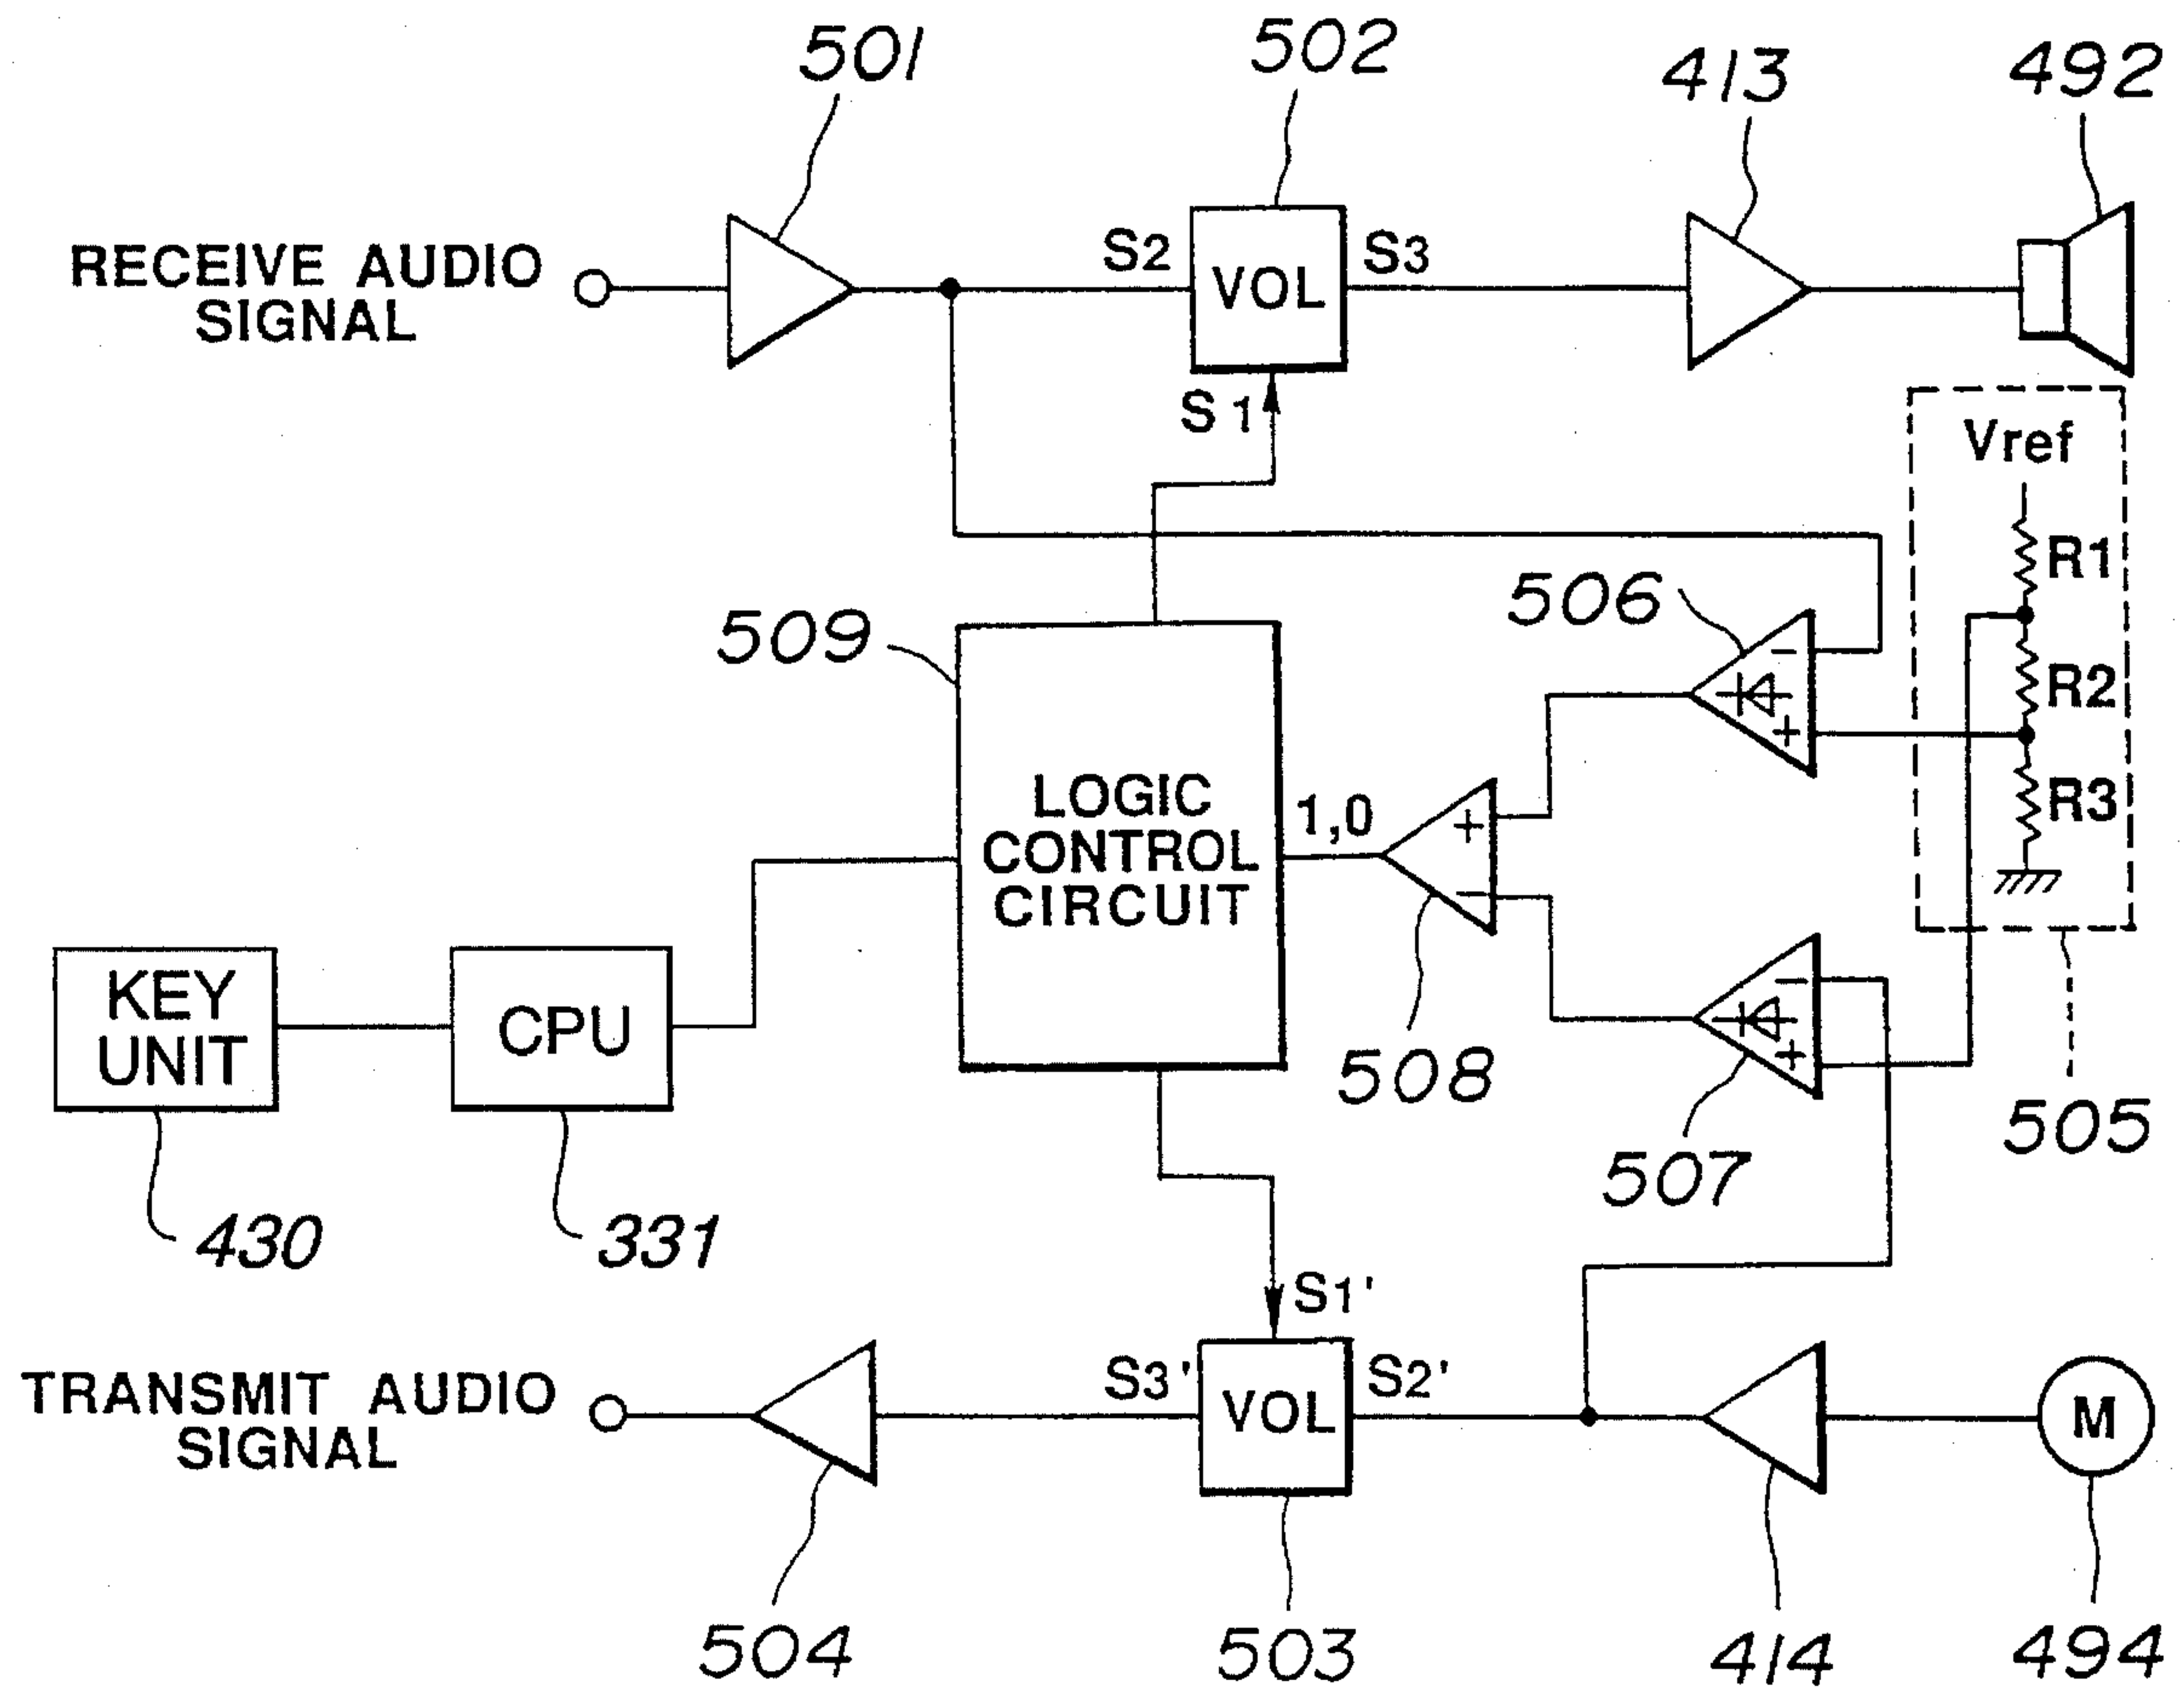 501
502
413
492
RECEIVE AUDIO
SIGNAL
S2
VOL
S3
S1
Vref
R1
506
−
+
R2
509
R3
LOGIC
CONTROL
CIRCUIT
1,0
+
−
KEY
UNIT
CPU
508
−
+
505
507
430
331
S1'
TRANSMIT AUDIO
SIGNAL
S3'
VOL
S2'
M
504
503
414
494